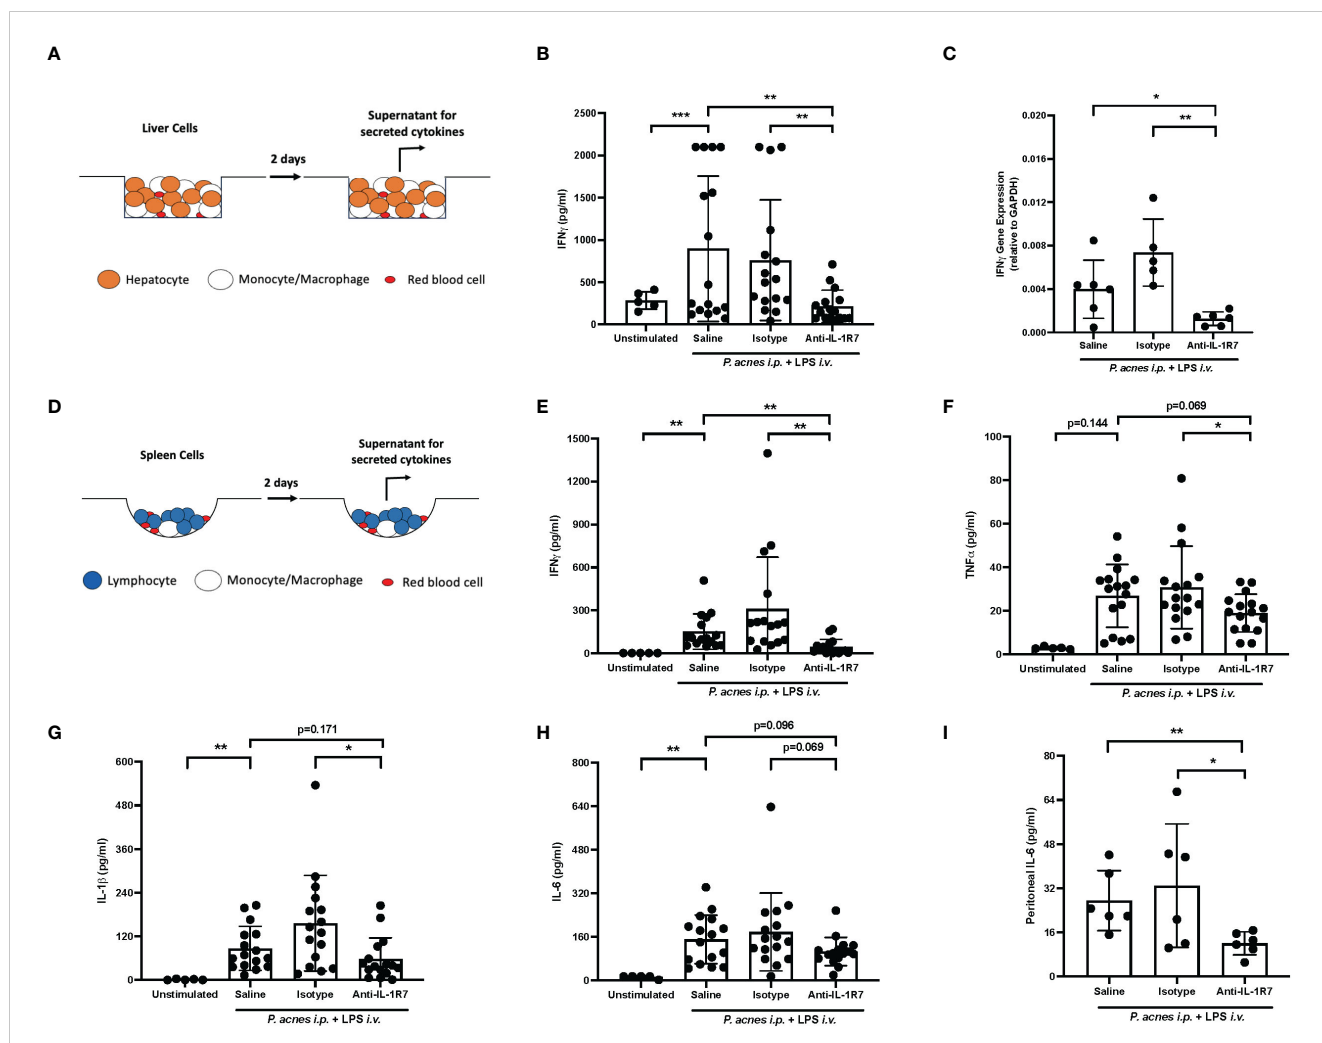 A
Liver Cells
2 days
Supernatant for
secreted cytokines
Hepatocyte
Monocyte/Macrophage
Red blood cell
B
IFNγ (pg/ml)
2500
2000
1500
1000
500
0
***
**
**
Unstimulated
Saline
Isotype
Anti-IL-1R7
P. acnes i.p. + LPS i.v.
C
IFNγ Gene Expression
(relative to GAPDH)
0.020
0.016
0.012
0.008
0.004
0.000
*
**
Saline
Isotype
Anti-IL-1R7
P. acnes i.p. + LPS i.v.
D
Spleen Cells
2 days
Supernatant for
secreted cytokines
Lymphocyte
Monocyte/Macrophage
Red blood cell
E
IFNγ (pg/ml)
1500
1200
900
600
300
0
**
**
**
Unstimulated
Saline
Isotype
Anti-IL-1R7
P. acnes i.p. + LPS i.v.
F
TNFα (pg/ml)
100
80
60
40
20
0
p=0.069
p=0.144
*
Unstimulated
Saline
Isotype
Anti-IL-1R7
P. acnes i.p. + LPS i.v.
G
IL-1β (pg/ml)
600
480
360
240
120
0
p=0.171
**
*
Unstimulated
Saline
Isotype
Anti-IL-1R7
P. acnes i.p. + LPS i.v.
H
IL-6 (pg/ml)
800
640
480
320
160
0
p=0.096
**
p=0.069
Unstimulated
Saline
Isotype
Anti-IL-1R7
P. acnes i.p. + LPS i.v.
I
Peritoneal IL-6 (pg/ml)
80
64
48
32
16
0
**
*
Saline
Isotype
Anti-IL-1R7
P. acnes i.p. + LPS i.v.